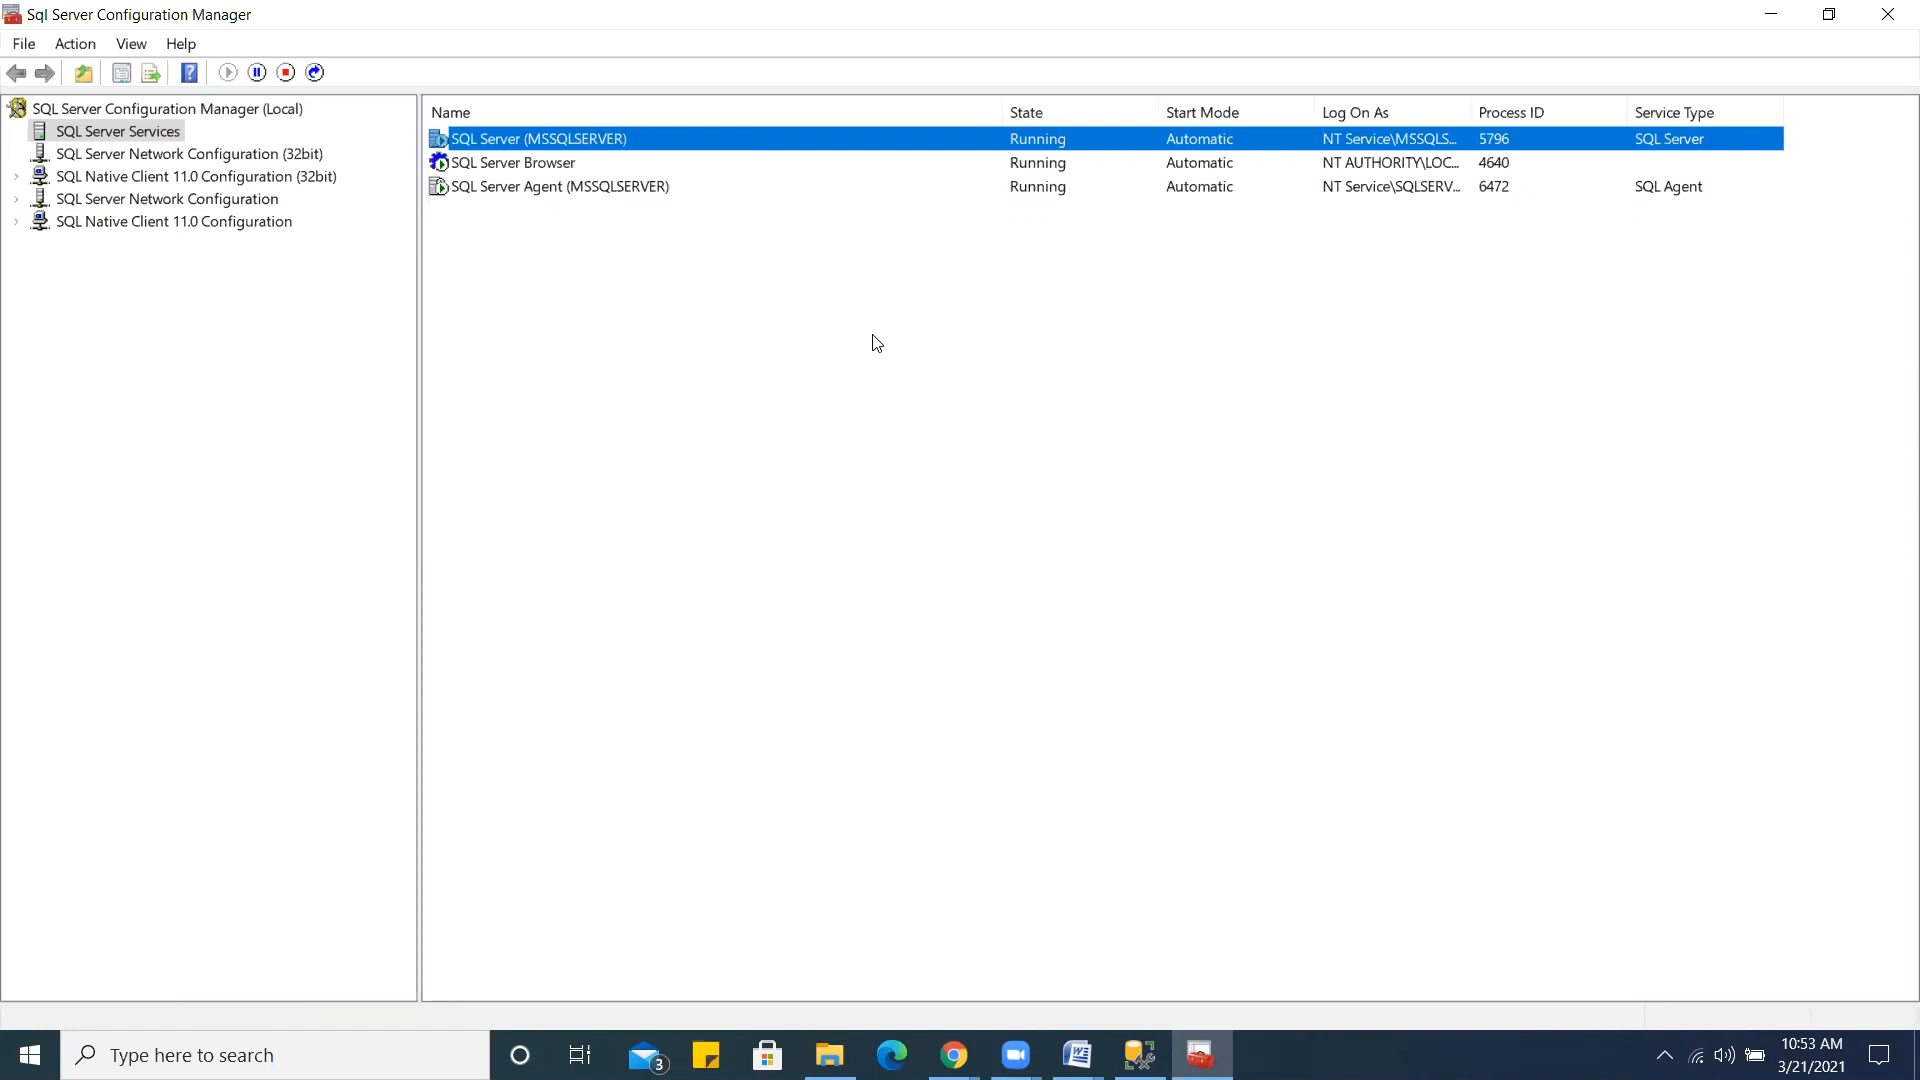 Sql Server Configuration Manager
File Action View Help
SQL Server Configuration Manager (Local)
SQL Server Services
SQL Server Network Configuration (32bit)
SQL Native Client 11.0 Configuration (32bit)
SQL Server Network Configuration
SQL Native Client 11.0 Configuration
Name State Start Mode Log On As Process ID Service Type
SQL Server (MSSQLSERVER) Running Automatic NT Service\MSSQLS... 5796 SQL Server
SQL Server Browser Running Automatic NT AUTHORITY\LOC... 4640
SQL Server Agent (MSSQLSERVER) Running Automatic NT Service\SQLSERV... 6472 SQL Agent
Type here to search
3
10:53 AM
3/21/2021